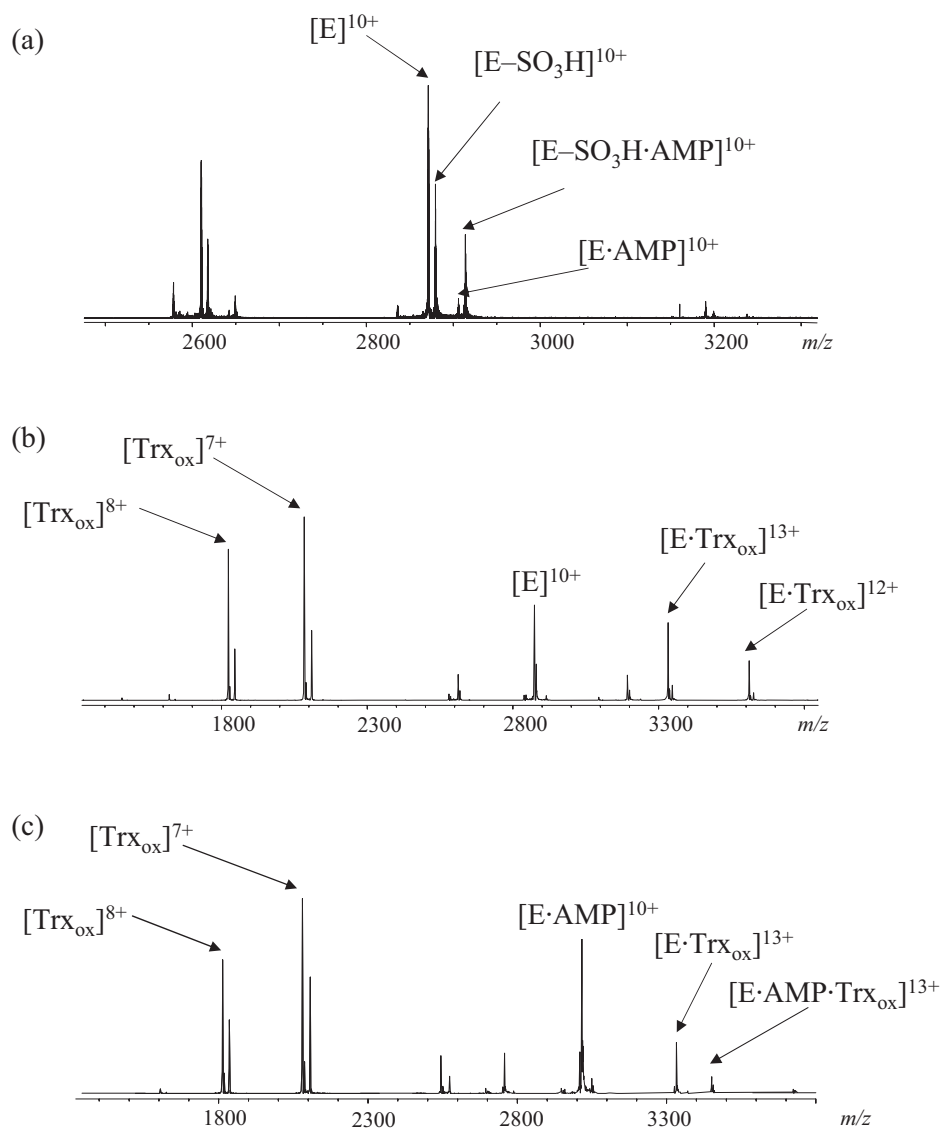 (a)
[E]10+
[E–SO3H]10+
[E–SO3H·AMP]10+
[E·AMP]10+
2600 2800 3000 3200 m/z
(b)
[Trxox]7+
[Trxox]8+
[E]10+
[E·Trxox]13+
[E·Trxox]12+
1800 2300 2800 3300 m/z
(c)
[Trxox]7+
[Trxox]8+
[E·AMP]10+
[E·Trxox]13+
[E·AMP·Trxox]13+
1800 2300 2800 3300 m/z